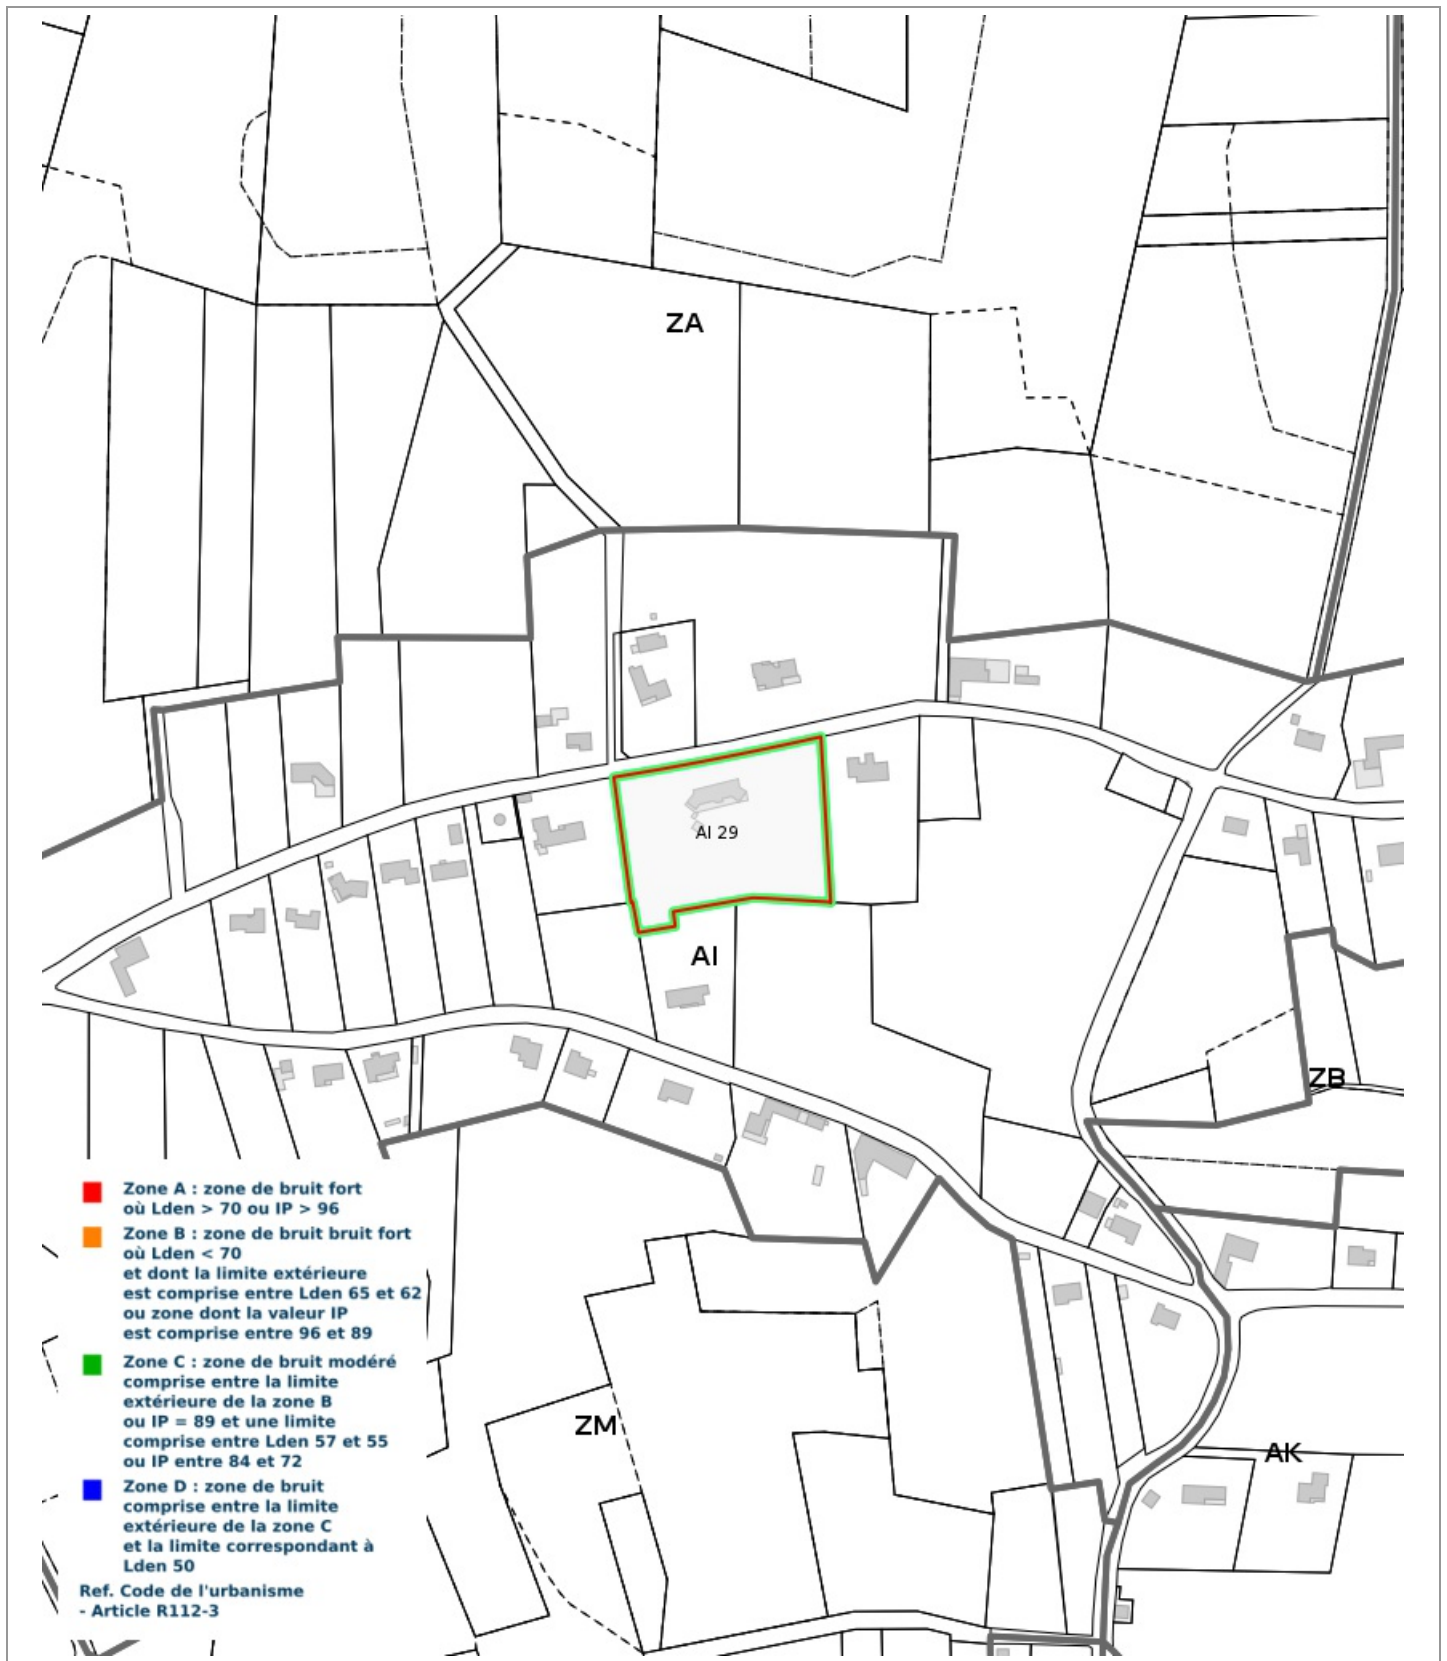 ZA
AI 29
AI
ZB
ZM
AK
Zone A : zone de bruit fort
où Lden > 70 ou IP > 96
Zone B : zone de bruit bruit fort
où Lden < 70
et dont la limite extérieure
est comprise entre Lden 65 et 62
ou zone dont la valeur IP
est comprise entre 96 et 89
Zone C : zone de bruit modéré
comprise entre la limite
extérieure de la zone B
ou IP = 89 et une limite
comprise entre Lden 57 et 55
ou IP entre 84 et 72
Zone D : zone de bruit
comprise entre la limite
extérieure de la zone C
et la limite correspondant à
Lden 50
Ref. Code de l'urbanisme
- Article R112-3